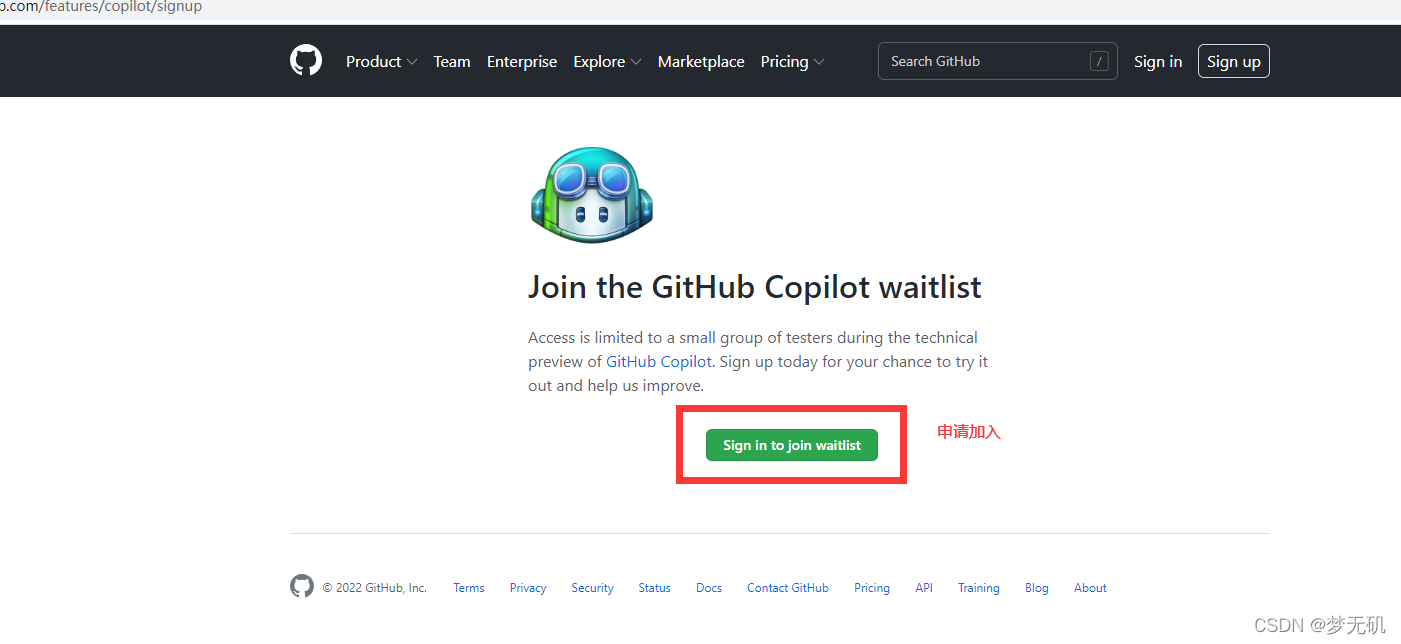 b.com/features/copilot/signup
Product Team Enterprise Explore Marketplace Pricing Search GitHub / Sign in Sign up
Join the GitHub Copilot waitlist
Access is limited to a small group of testers during the technical
preview of GitHub Copilot. Sign up today for your chance to try it
out and help us improve.
Sign in to join waitlist
申请加入
© 2022 GitHub, Inc. Terms Privacy Security Status Docs Contact GitHub Pricing API Training Blog About
CSDN @梦无矶